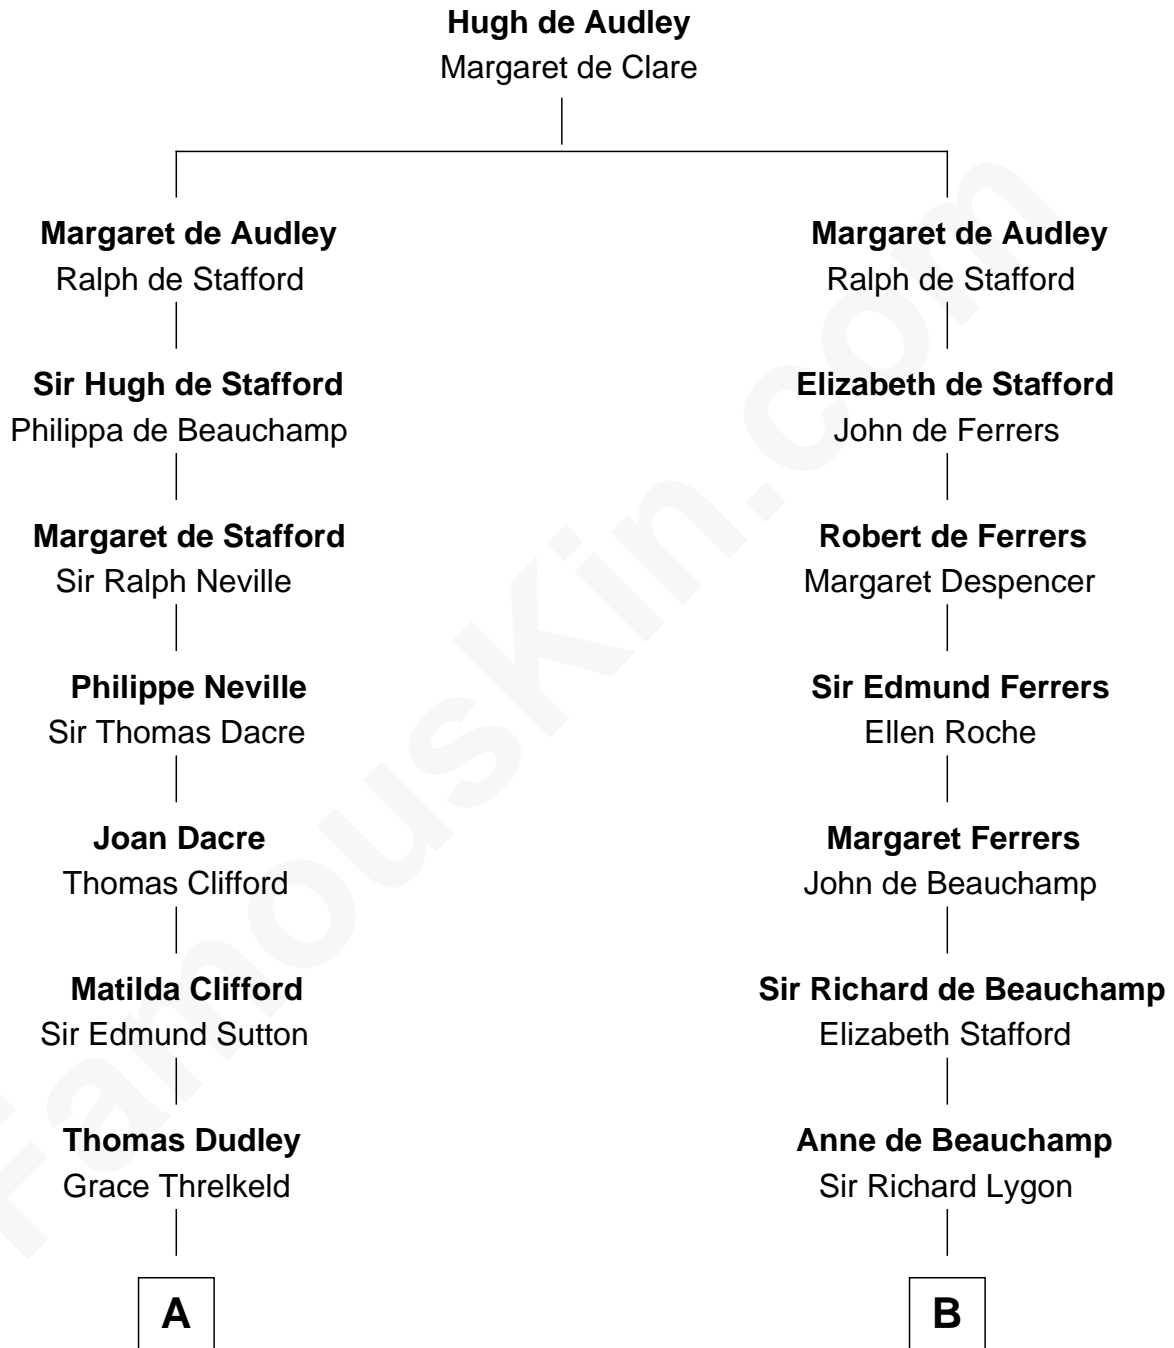 Hugh de Audley
Margaret de Clare
Margaret de Audley
Ralph de Stafford
Margaret de Audley
Ralph de Stafford
Sir Hugh de Stafford
Philippa de Beauchamp
Elizabeth de Stafford
John de Ferrers
Margaret de Stafford
Sir Ralph Neville
Robert de Ferrers
Margaret Despencer
Philippe Neville
Sir Thomas Dacre
Sir Edmund Ferrers
Ellen Roche
Joan Dacre
Thomas Clifford
Margaret Ferrers
John de Beauchamp
Matilda Clifford
Sir Edmund Sutton
Sir Richard de Beauchamp
Elizabeth Stafford
Thomas Dudley
Grace Threlkeld
Anne de Beauchamp
Sir Richard Lygon
A
B
FamousKin.com